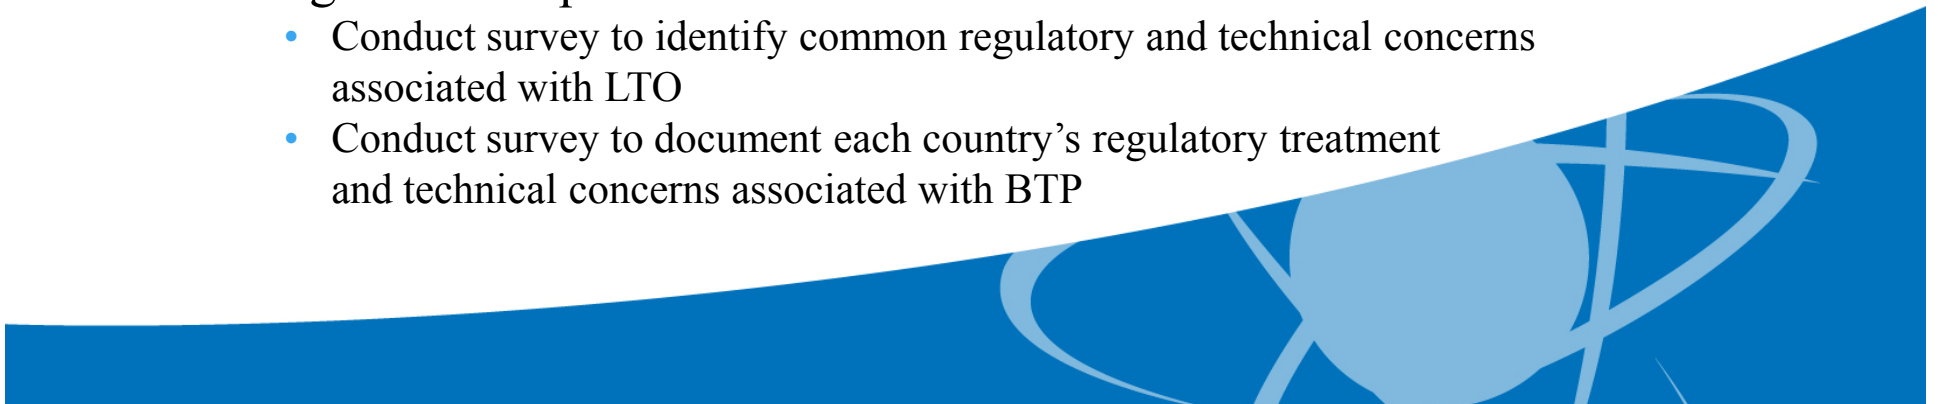 • Conduct survey to identify common regulatory and technical concerns
associated with LTO
• Conduct survey to document each country’s regulatory treatment
and technical concerns associated with BTP